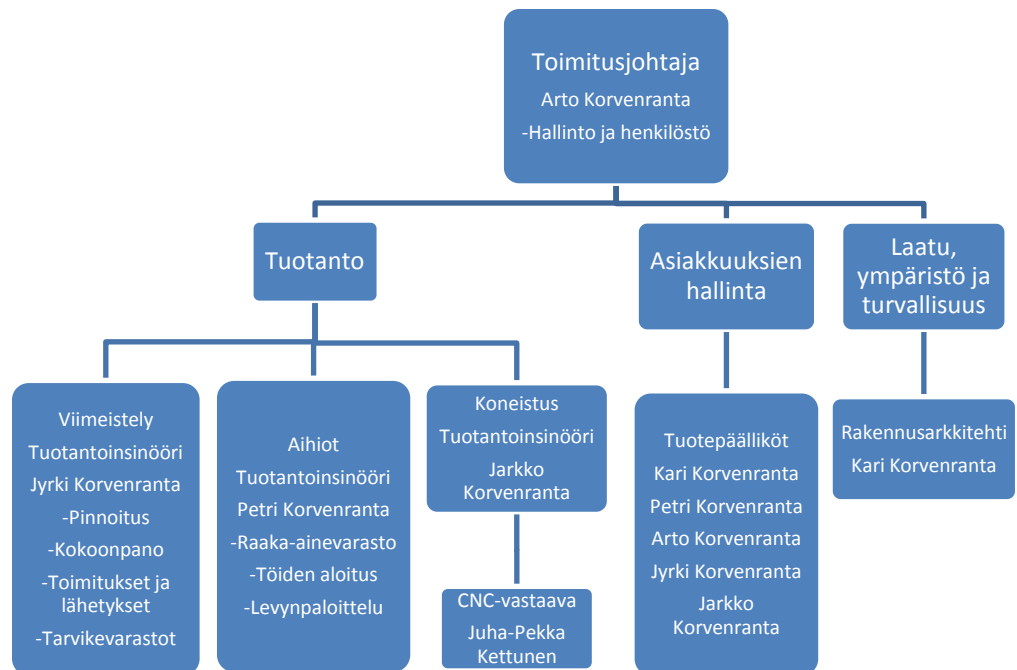 Toimitusjohtaja
Arto Korvenranta
-Hallinto ja henkilöstö
Tuotanto
Asiakkuuksien
hallinta
Laatu,
ympäristö ja
turvallisuus
Viimeistely
Tuotantoinsinööri
Jyrki Korvenranta
-Pinnoitus
-Kokoonpano
-Toimitukset ja
lähetykset
-Tarvikevarastot
Aihiot
Tuotantoinsinööri
Petri Korvenranta
-Raaka-ainevarasto
-Töiden aloitus
-Levynpaloittelu
Koneistus
Tuotantoinsinööri
Jarkko
Korvenranta
CNC-vastaava
Juha-Pekka
Kettunen
Tuotepäälliköt
Kari Korvenranta
Petri Korvenranta
Arto Korvenranta
Jyrki Korvenranta
Jarkko
Korvenranta
Rakennusarkkitehti
Kari Korvenranta